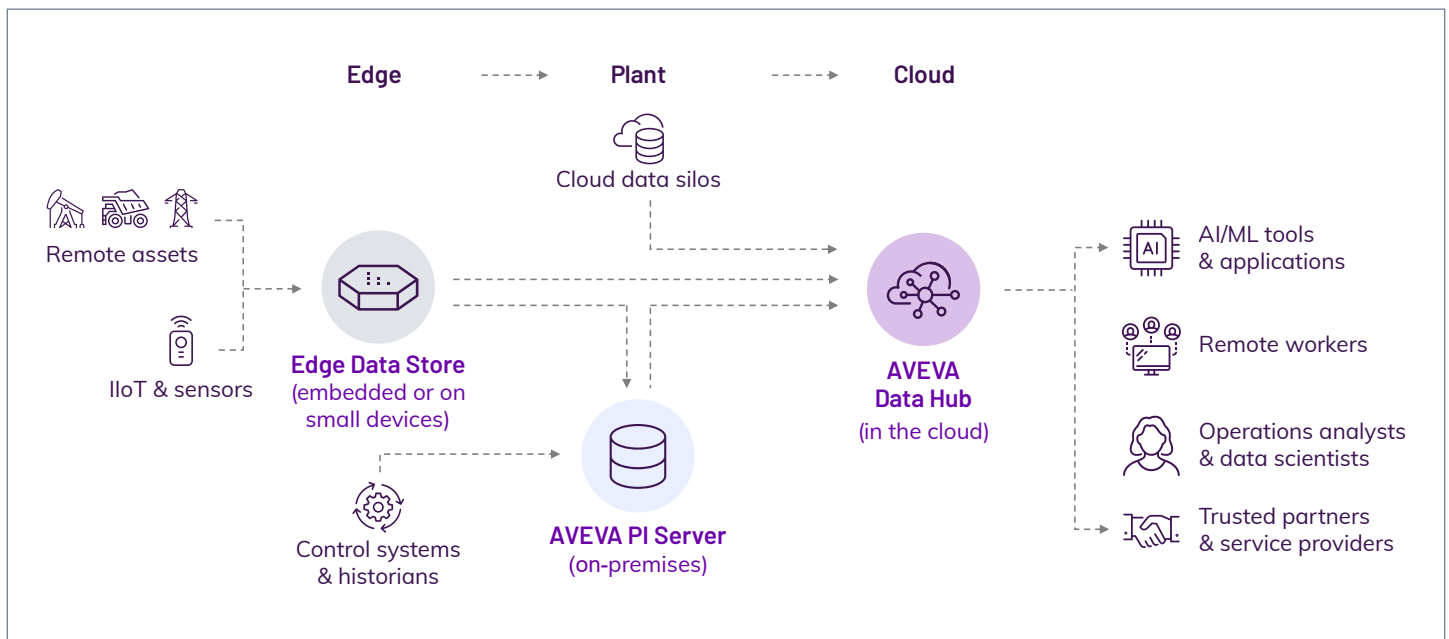 Edge
Plant
Cloud
Cloud data silos
Remote assets
IIoT & sensors
Edge Data Store
(embedded or on
small devices)
Control systems
& historians
AVEVA PI Server
(on-premises)
AVEVA
Data Hub
(in the cloud)
AI
AI/ML tools
& applications
Remote workers
Operations analysts
& data scientists
Trusted partners
& service providers